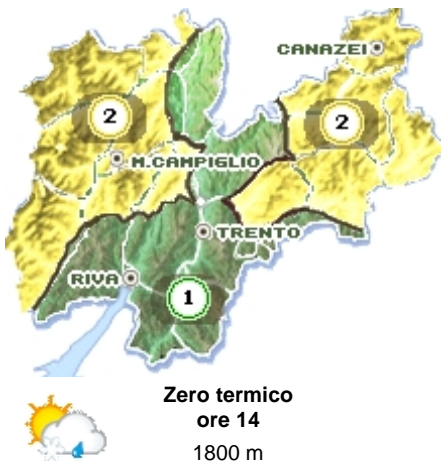 CANAZEI
2
2
M.CAMPIGLIO
TRENTO
RIVA
1
Zero termico
ore 14
1800 m